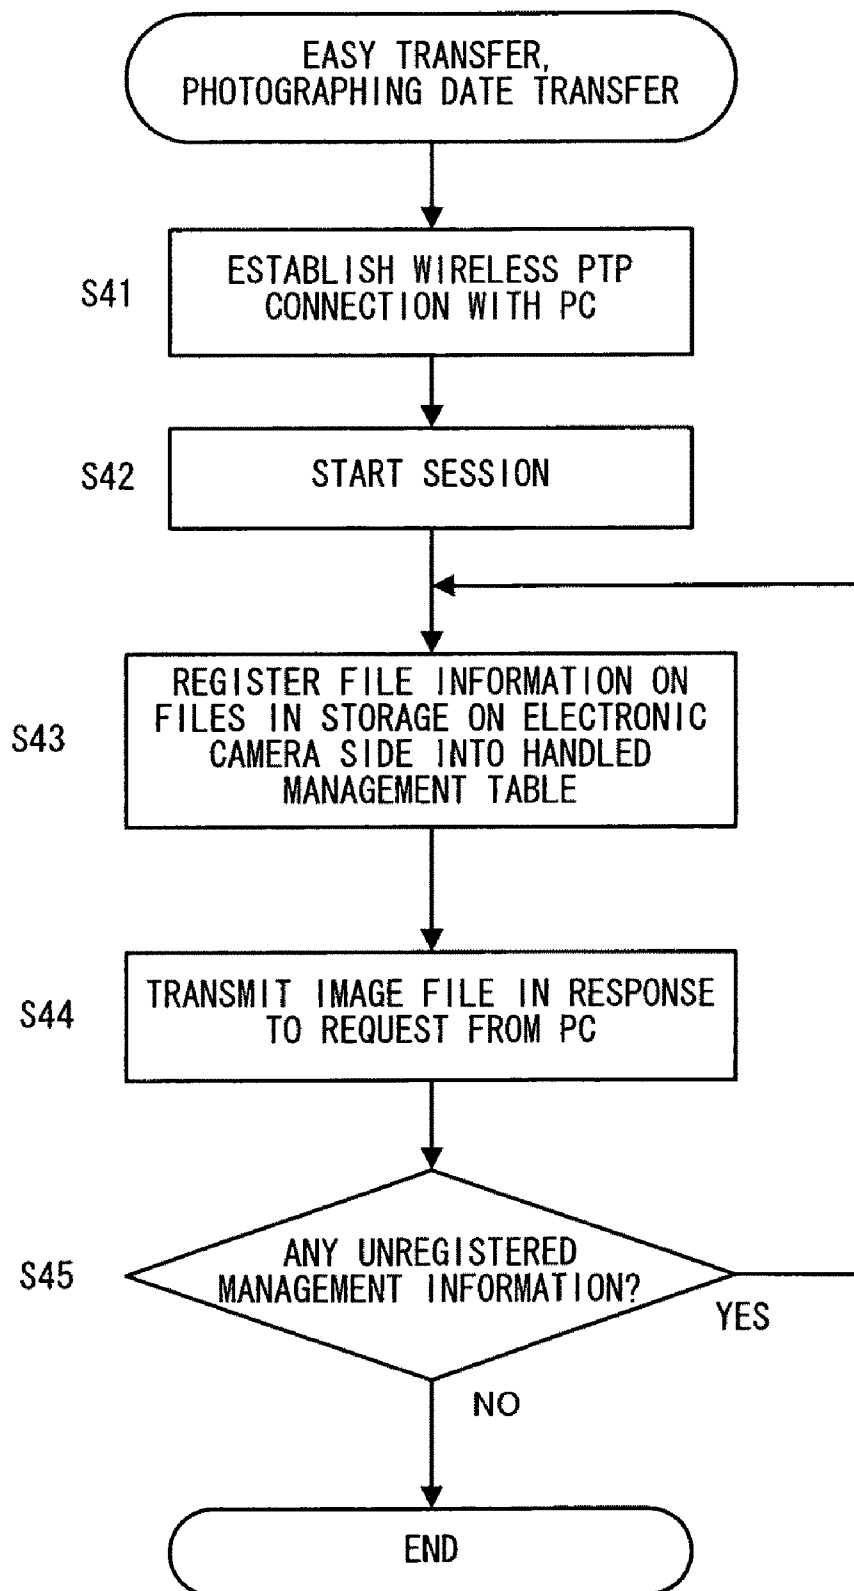 EASY TRANSFER,
PHOTOGRAPHING DATE TRANSFER
S41
ESTABLISH WIRELESS PTP
CONNECTION WITH PC
S42
START SESSION
S43
REGISTER FILE INFORMATION ON
FILES IN STORAGE ON ELECTRONIC
CAMERA SIDE INTO HANDLED
MANAGEMENT TABLE
S44
TRANSMIT IMAGE FILE IN RESPONSE
TO REQUEST FROM PC
S45
ANY UNREGISTERED
MANAGEMENT INFORMATION?
YES
NO
END